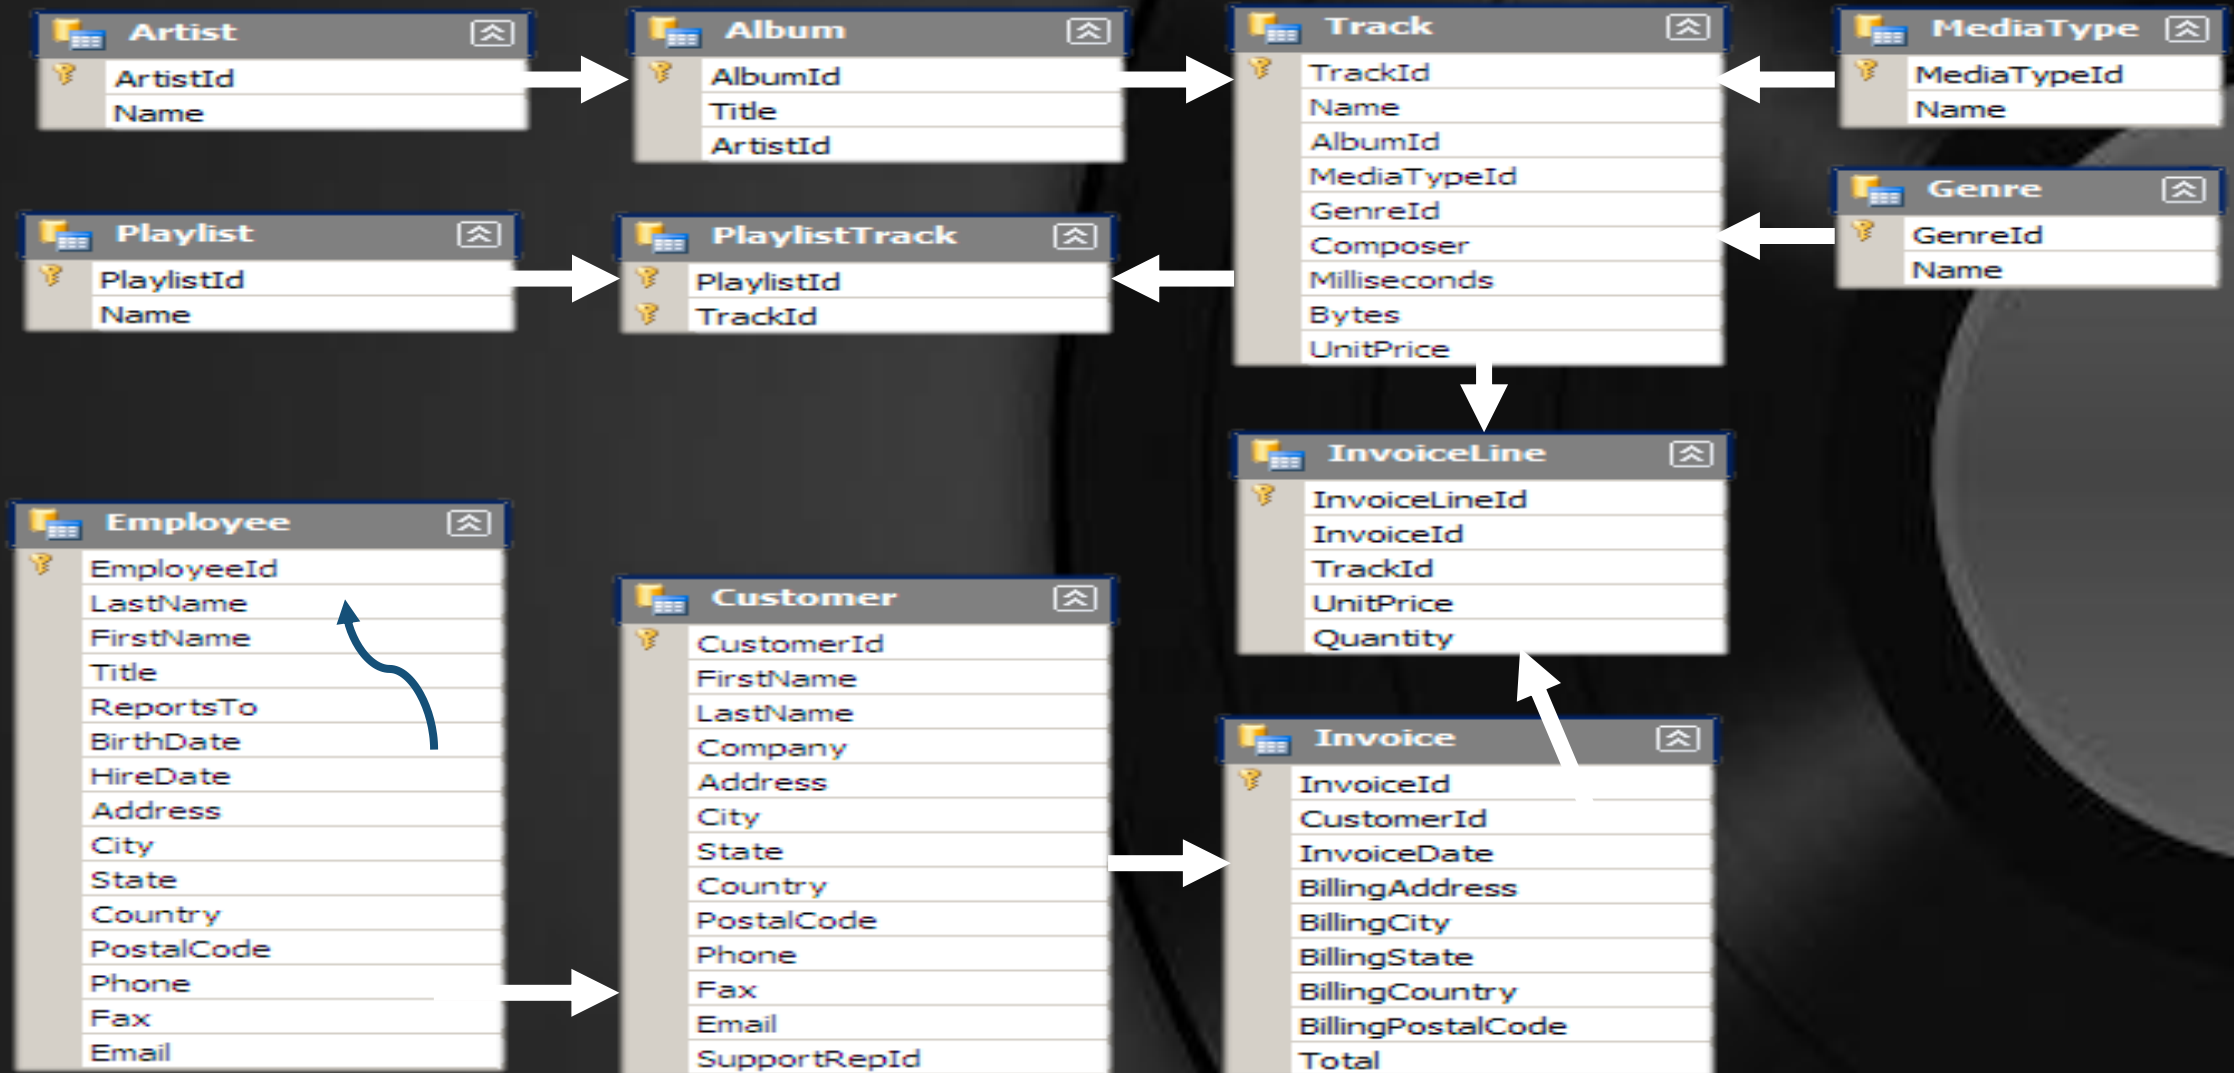 Artist
ArtistId
Name
Album
AlbumId
Title
ArtistId
Track
TrackId
Name
AlbumId
MediaTypeId
GenreId
Composer
Milliseconds
Bytes
UnitPrice
MediaType
MediaTypeId
Name
Genre
GenreId
Name
Playlist
PlaylistId
Name
PlaylistTrack
PlaylistId
TrackId
InvoiceLine
InvoiceLineId
InvoiceId
TrackId
UnitPrice
Quantity
Employee
EmployeeId
LastName
FirstName
Title
ReportsTo
BirthDate
HireDate
Address
City
State
Country
PostalCode
Phone
Fax
Email
Customer
CustomerId
FirstName
LastName
Company
Address
City
State
Country
PostalCode
Phone
Fax
Email
SupportRepId
Invoice
InvoiceId
CustomerId
InvoiceDate
BillingAddress
BillingCity
BillingState
BillingCountry
BillingPostalCode
Total